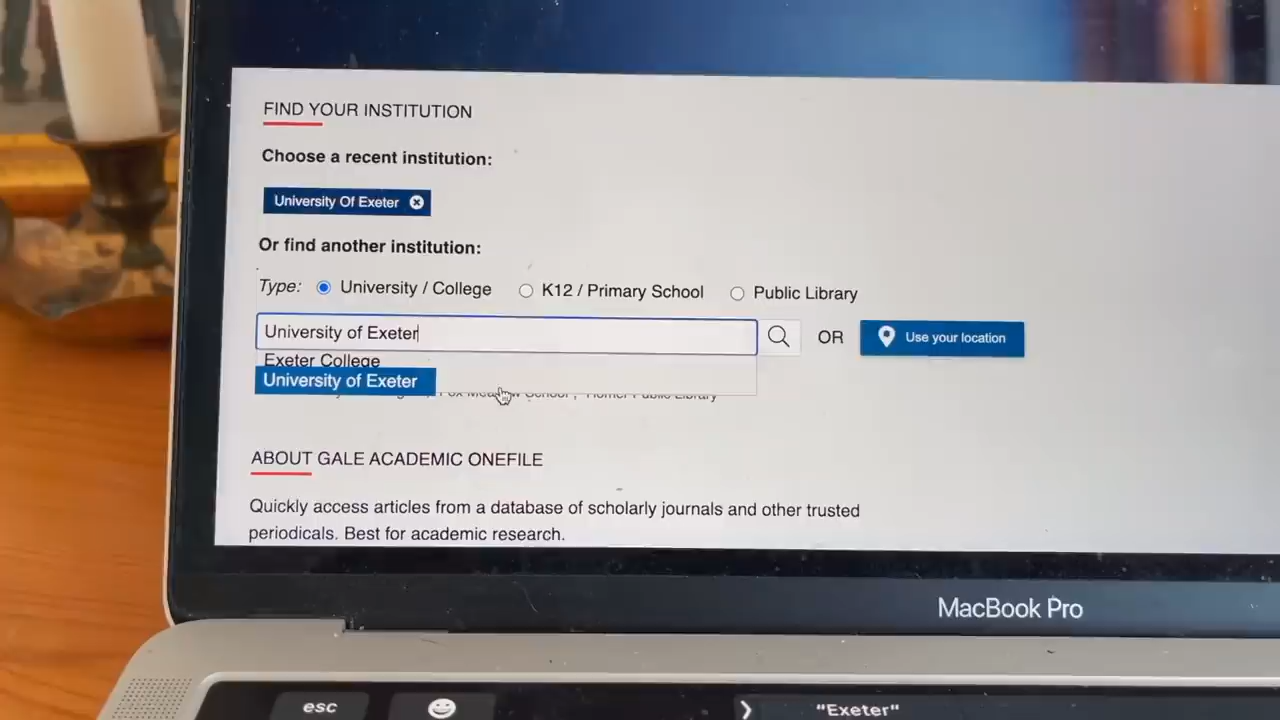 FIND YOUR INSTITUTION
Choose a recent institution:
University Of Exeter
Or find another institution:
Type: University / College K12 / Primary School Public Library
University of Exeter OR Use your location
Exeter College
University of Exeter
School , Homer Public Library
ABOUT GALE ACADEMIC ONEFILE
Quickly access articles from a database of scholarly journals and other trusted
periodicals. Best for academic research.
MacBook Pro
esc "Exeter"